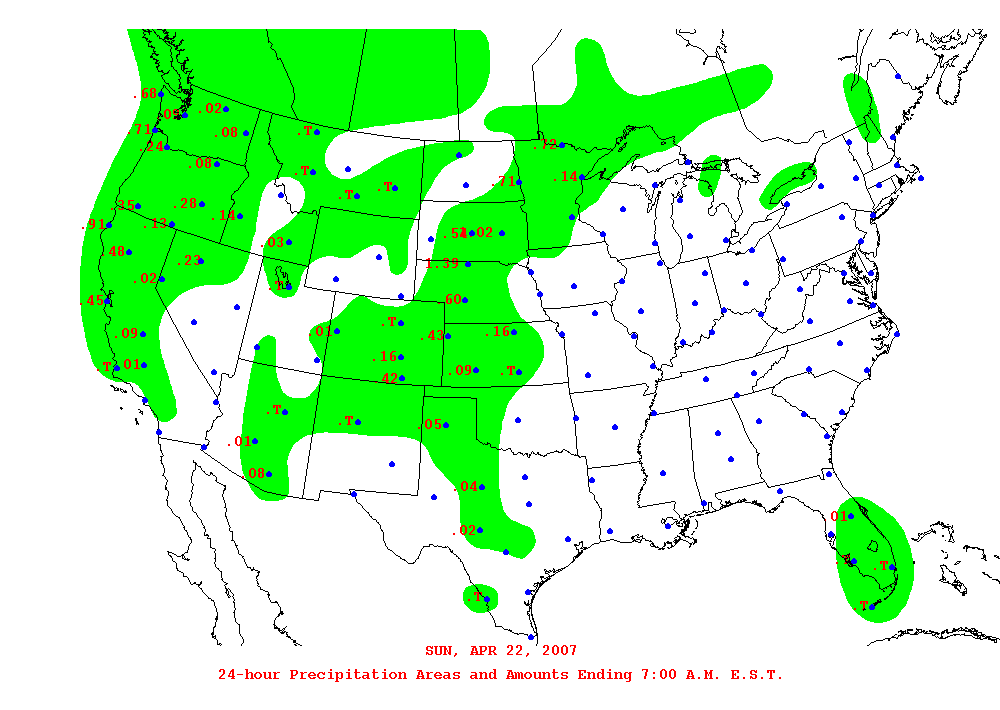 .68
.02
.71 .08 .T .72
.24
.08 .T .71 .14
.T .T
.35 .28
.91 .13 .14
.02
48 .03
.23 1.39
.02
.45 .60
.T
.09 .01 .43 .16
.T .01 .16
.42 .09 .T
.T
.T .05
.01
08
.04
01
.02
.T
.T
.T
SUN, APR 22, 2007
24-hour Precipitation Areas and Amounts Ending 7:00 A.M. E.S.T.